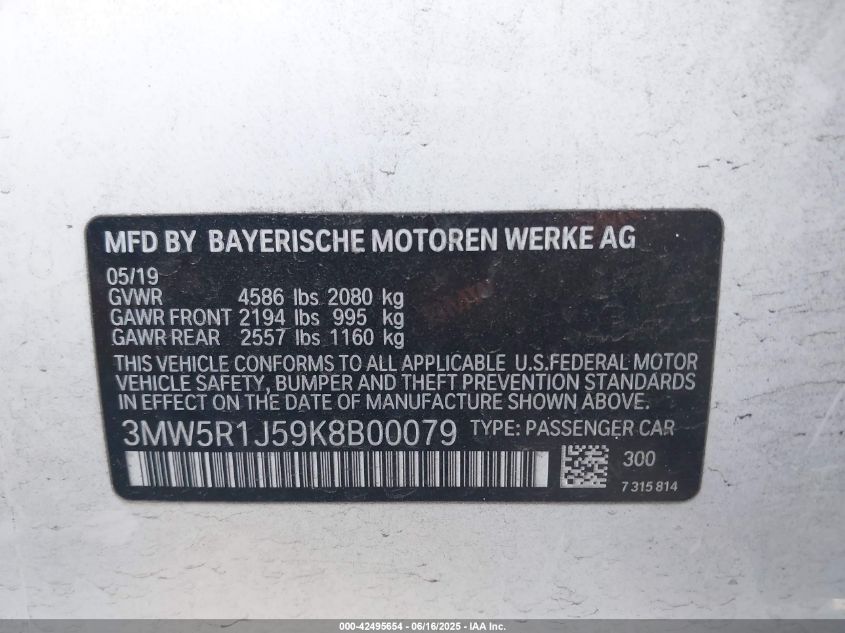 MFD BY BAYERISCHE MOTOREN WERKE AG
05/19
GVWR 4586 lbs 2080 kg
GAWR FRONT 2194 lbs 995 kg
GAWR REAR 2557 lbs 1160 kg
THIS VEHICLE CONFORMS TO ALL APPLICABLE U.S.FEDERAL MOTOR
VEHICLE SAFETY, BUMPER AND THEFT PREVENTION STANDARDS
IN EFFECT ON THE DATE OF MANUFACTURE SHOWN ABOVE.
3MW5R1J59K8B00079 TYPE: PASSENGER CAR
300
7 315 814
000-42495654 - 06/16/2025 - IAA Inc.